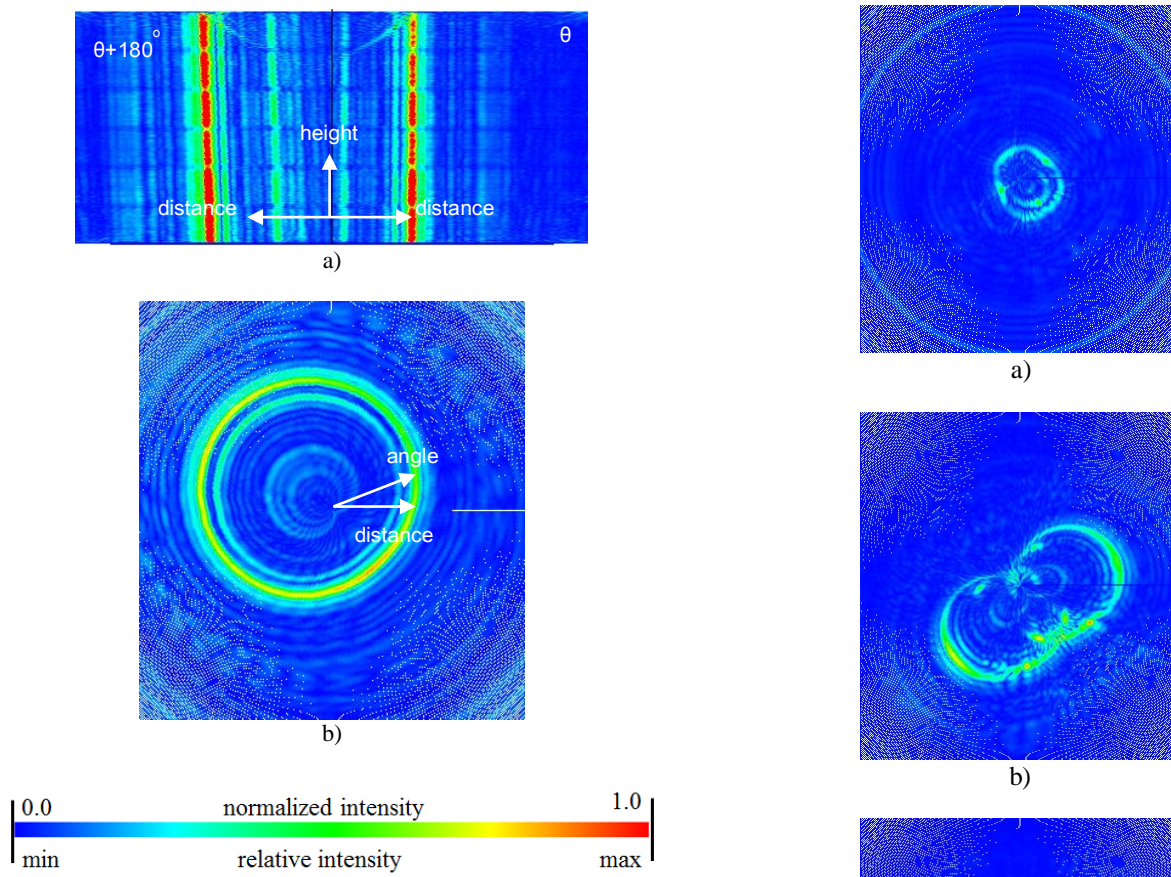 θ+180°
θ
height
distance
distance
a)
angle
distance
b)
0.0 normalized intensity 1.0
min relative intensity max
a)
b)